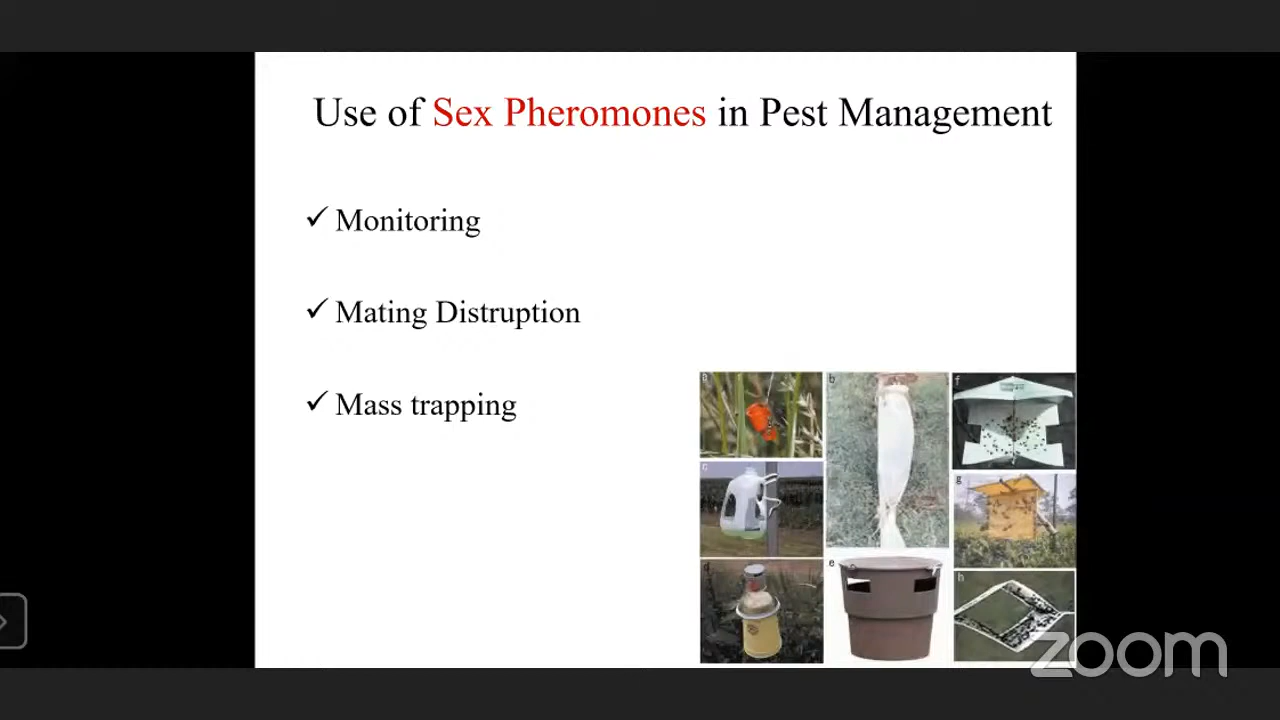 Use of Sex Pheromones in Pest Management
✓ Monitoring
✓ Mating Distruption
✓ Mass trapping
a
b
f
c
g
d
e
h
zoom